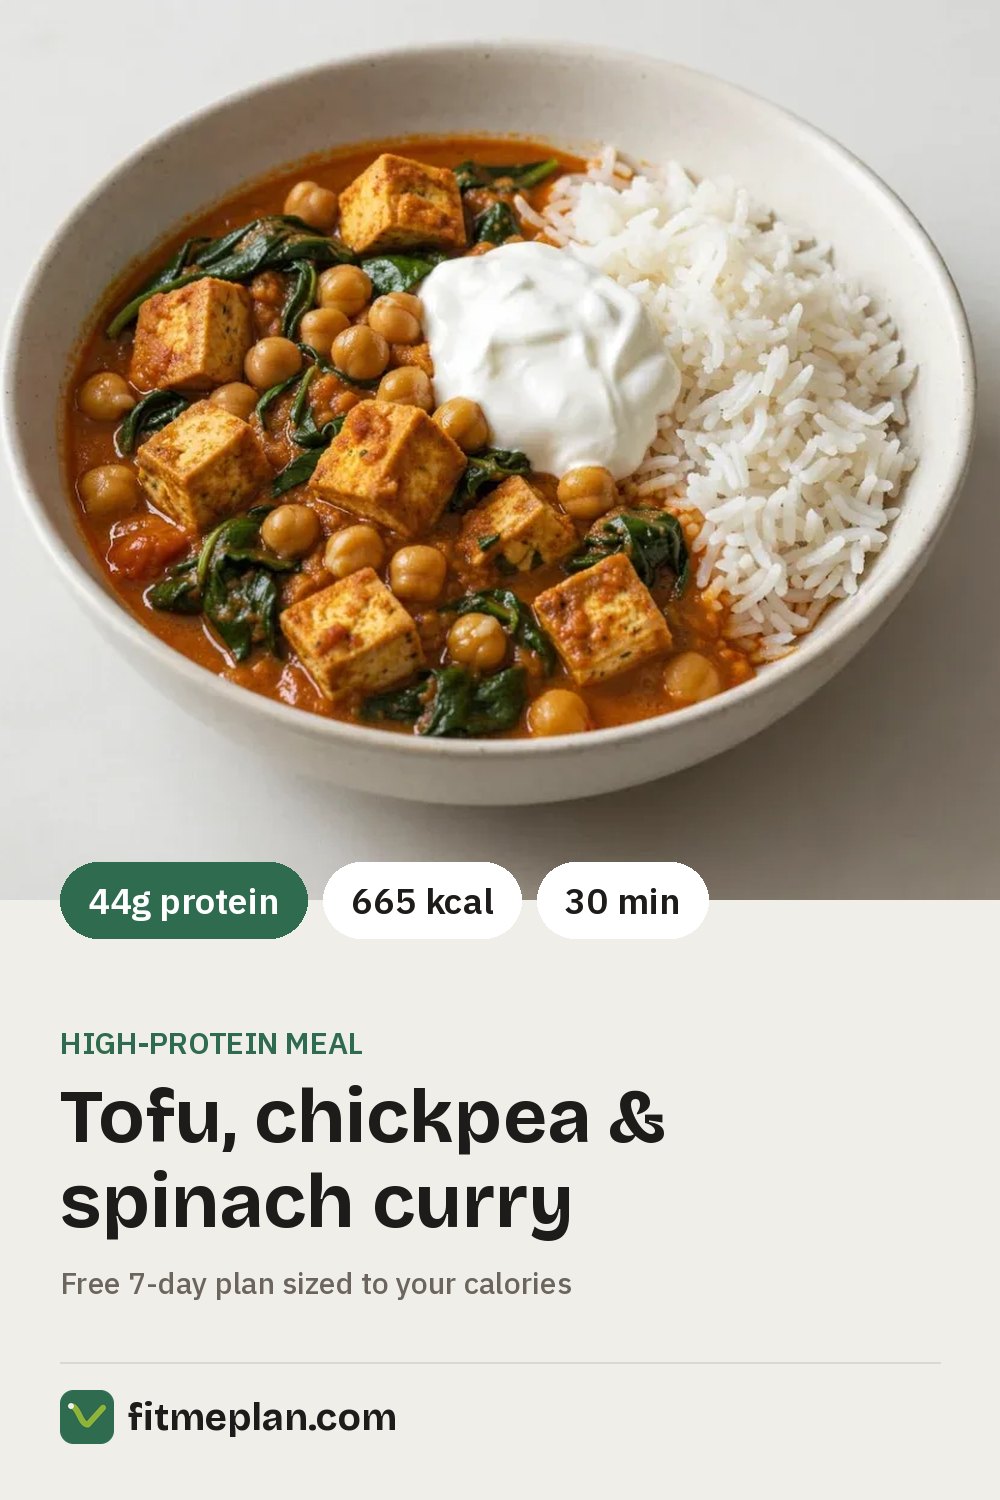 44g protein
665 kcal
30 min
HIGH-PROTEIN MEAL
Tofu, chickpea &
spinach curry
Free 7-day plan sized to your calories
fitmeplan.com